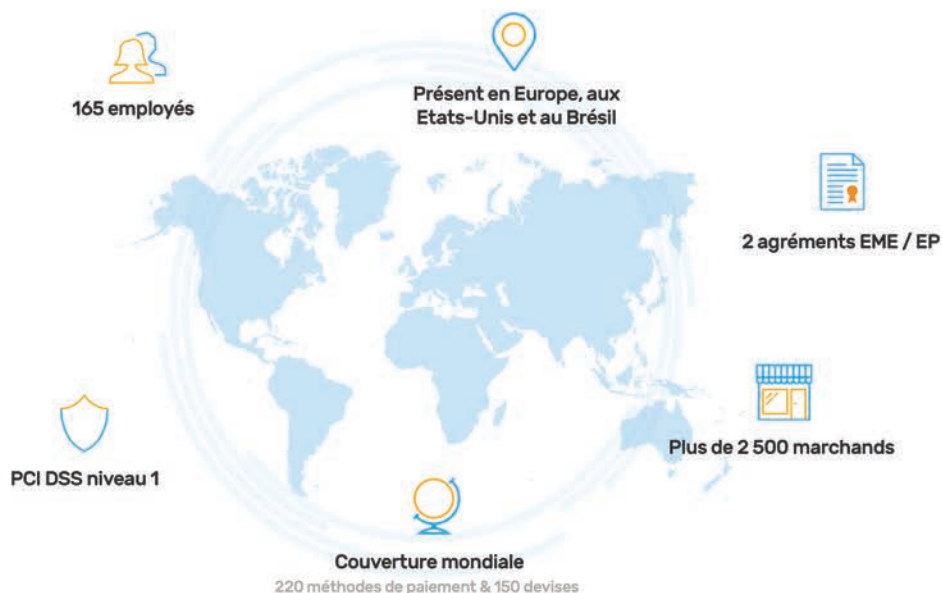 165 employés
Présent en Europe, aux
Etats-Unis et au Brésil
2 agréments EME / EP
Plus de 2 500 marchands
PCI DSS niveau 1
Couverture mondiale
220 méthodes de paiement & 150 devises